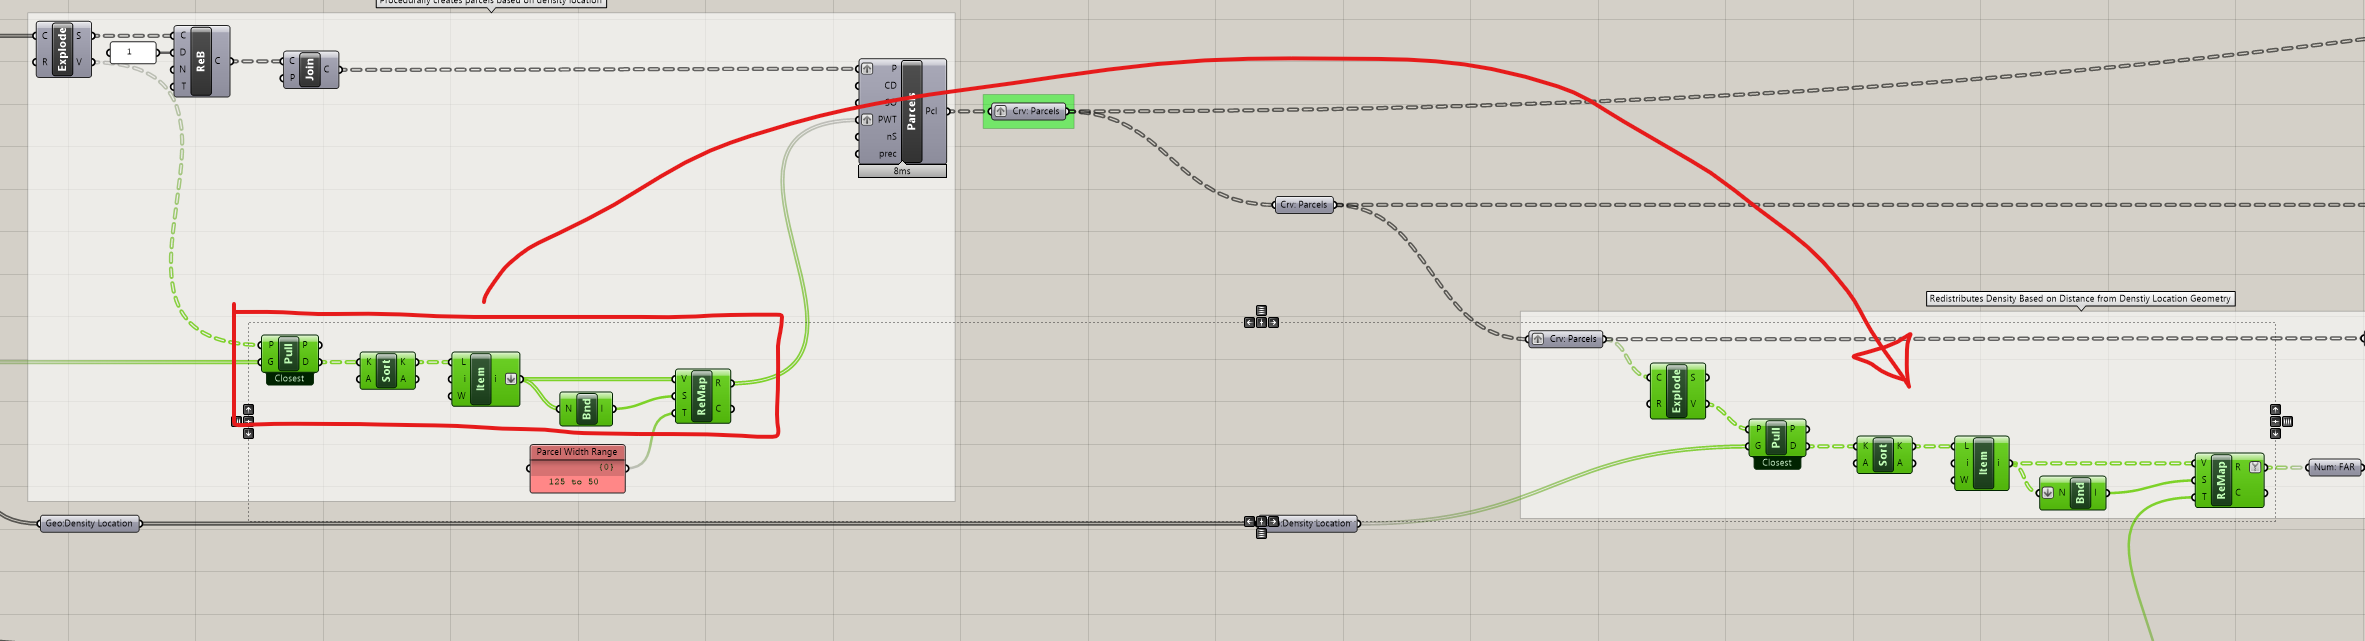 Procedurally creates parcels based on density location
C
R
Explode
S
V
1
C
D
N
T
ReB
C
C
P
Join
C
P
CD
SD
PWT
nS
prec
Parcels
Pcl
8ms
Crv: Parcels
Crv: Parcels
Redistributes Density Based on Distance from Denstiy Location Geometry
Crv: Parcels
P
G
Pull
P
D
Closest
K
A
Sort
K
A
L
i
W
Item
i
N
Bnd
I
V
S
T
ReMap
R
C
Parcel Width Range
{0}
125 to 50
C
R
Explode
S
V
P
G
Pull
P
D
Closest
K
A
Sort
K
A
L
i
W
Item
i
N
Bnd
I
V
S
T
ReMap
R
C
Num: FAR
Geo:Density Location
Density Location